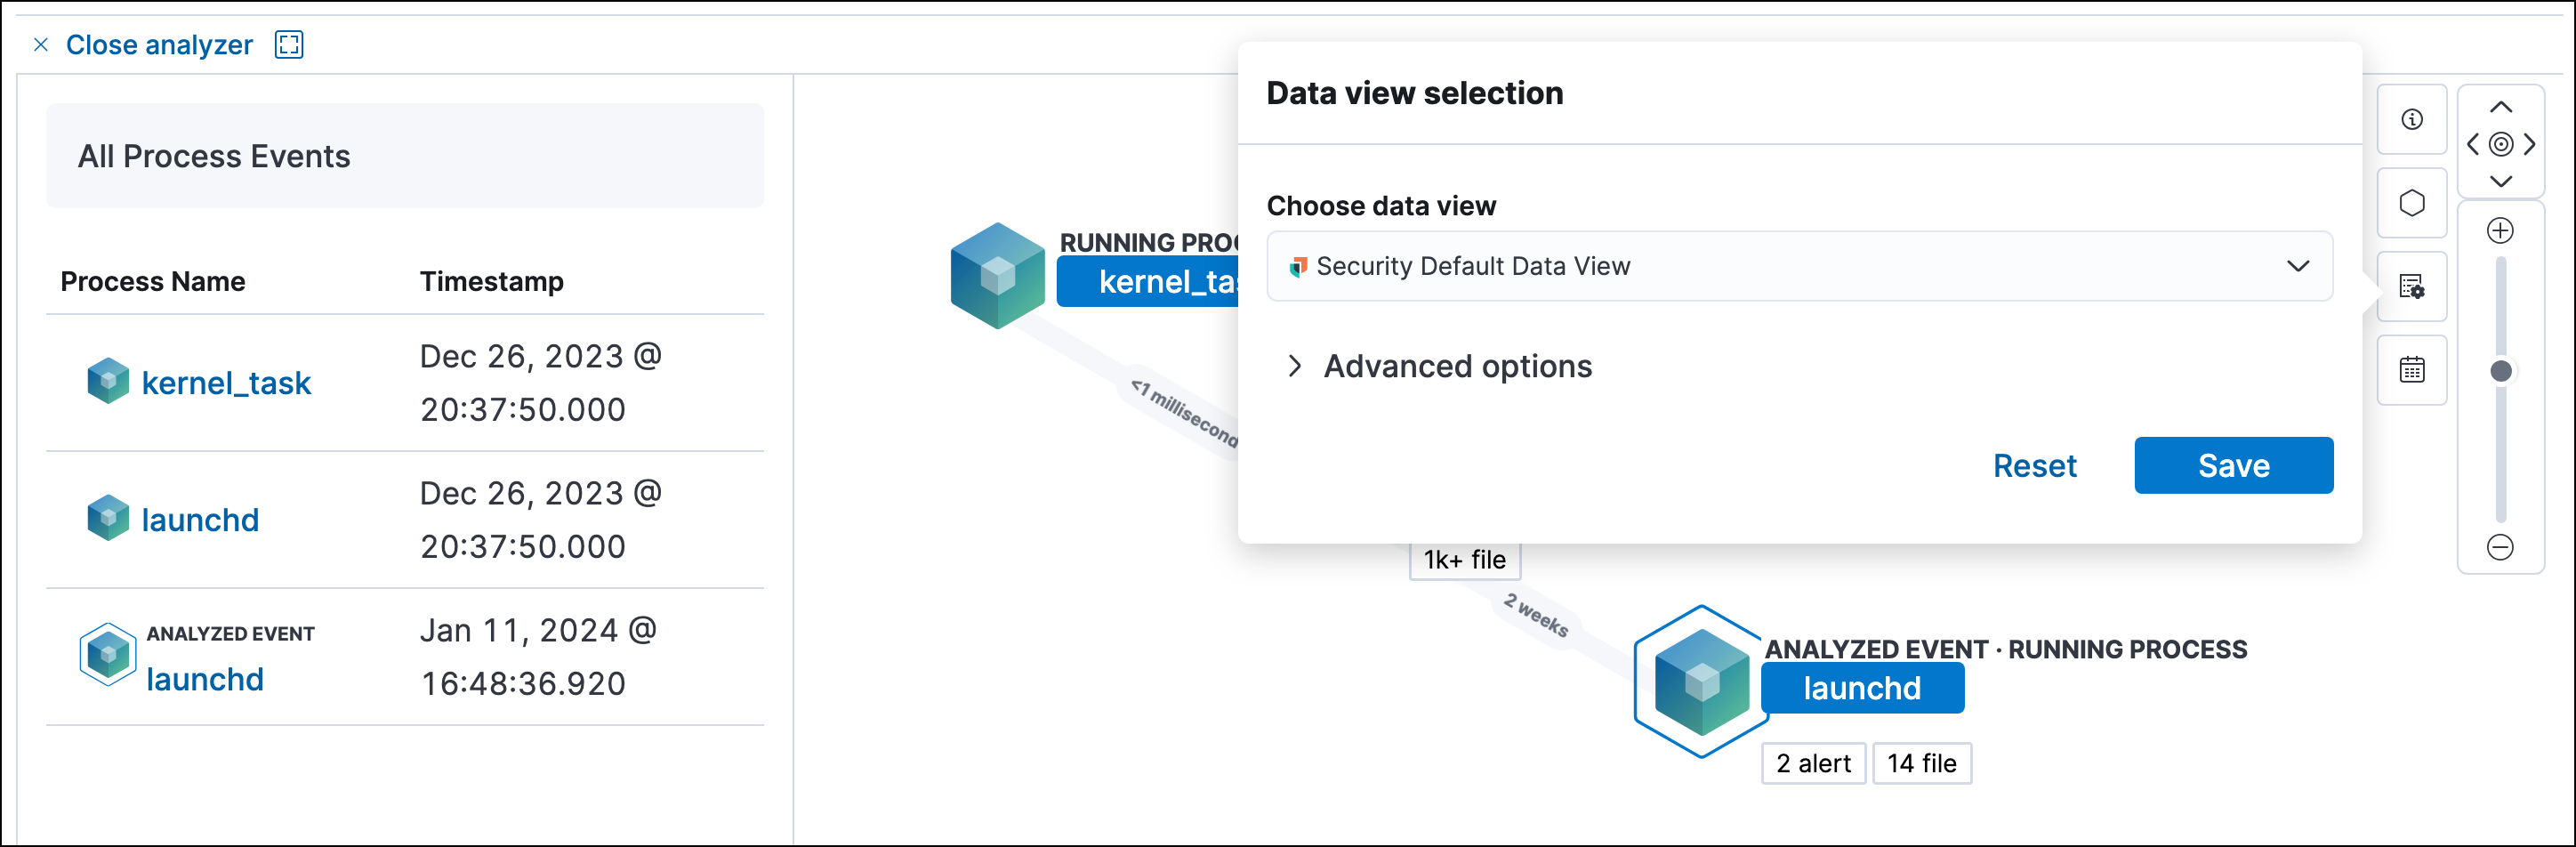 Close analyzer
All Process Events
Process Name Timestamp
kernel_task
Dec 26, 2023 @
20:37:50.000
launchd
Dec 26, 2023 @
20:37:50.000
ANALYZED EVENT
launchd
Jan 11, 2024 @
16:48:36.920
RUNNING PROC
kernel_tas
<1 millisecond
Data view selection
Choose data view
Security Default Data View
Advanced options
Reset
Save
1k+ file
2 weeks
ANALYZED EVENT · RUNNING PROCESS
launchd
2 alert
14 file